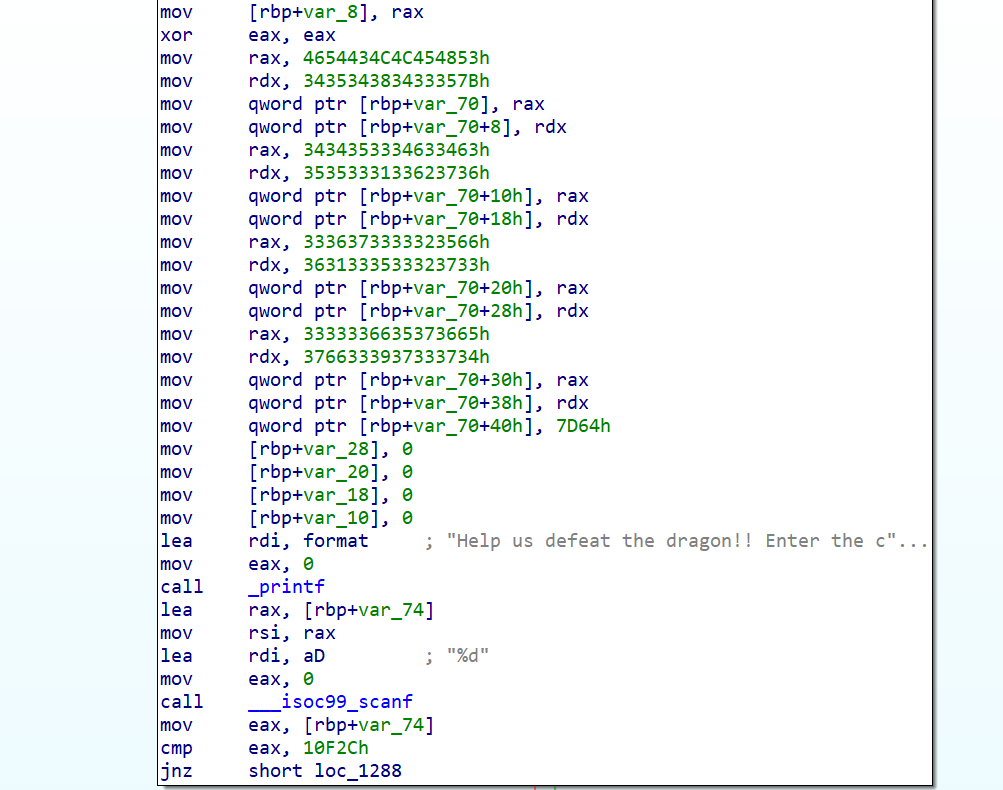 mov [rbp+var_8], rax
xor eax, eax
mov rax, 4654434C4C454853h
mov rdx, 343534383433357Bh
mov qword ptr [rbp+var_70], rax
mov qword ptr [rbp+var_70+8], rdx
mov rax, 3434353334633463h
mov rdx, 3535333133623736h
mov qword ptr [rbp+var_70+10h], rax
mov qword ptr [rbp+var_70+18h], rdx
mov rax, 3336373333323566h
mov rdx, 3631333533323733h
mov qword ptr [rbp+var_70+20h], rax
mov qword ptr [rbp+var_70+28h], rdx
mov rax, 3333366635373665h
mov rdx, 3766333937333734h
mov qword ptr [rbp+var_70+30h], rax
mov qword ptr [rbp+var_70+38h], rdx
mov qword ptr [rbp+var_70+40h], 7D64h
mov [rbp+var_28], 0
mov [rbp+var_20], 0
mov [rbp+var_18], 0
mov [rbp+var_10], 0
lea rdi, format ; "Help us defeat the dragon!! Enter the c"...
mov eax, 0
call _printf
lea rax, [rbp+var_74]
mov rsi, rax
lea rdi, aD ; "%d"
mov eax, 0
call ___isoc99_scanf
mov eax, [rbp+var_74]
cmp eax, 10F2Ch
jnz short loc_1288